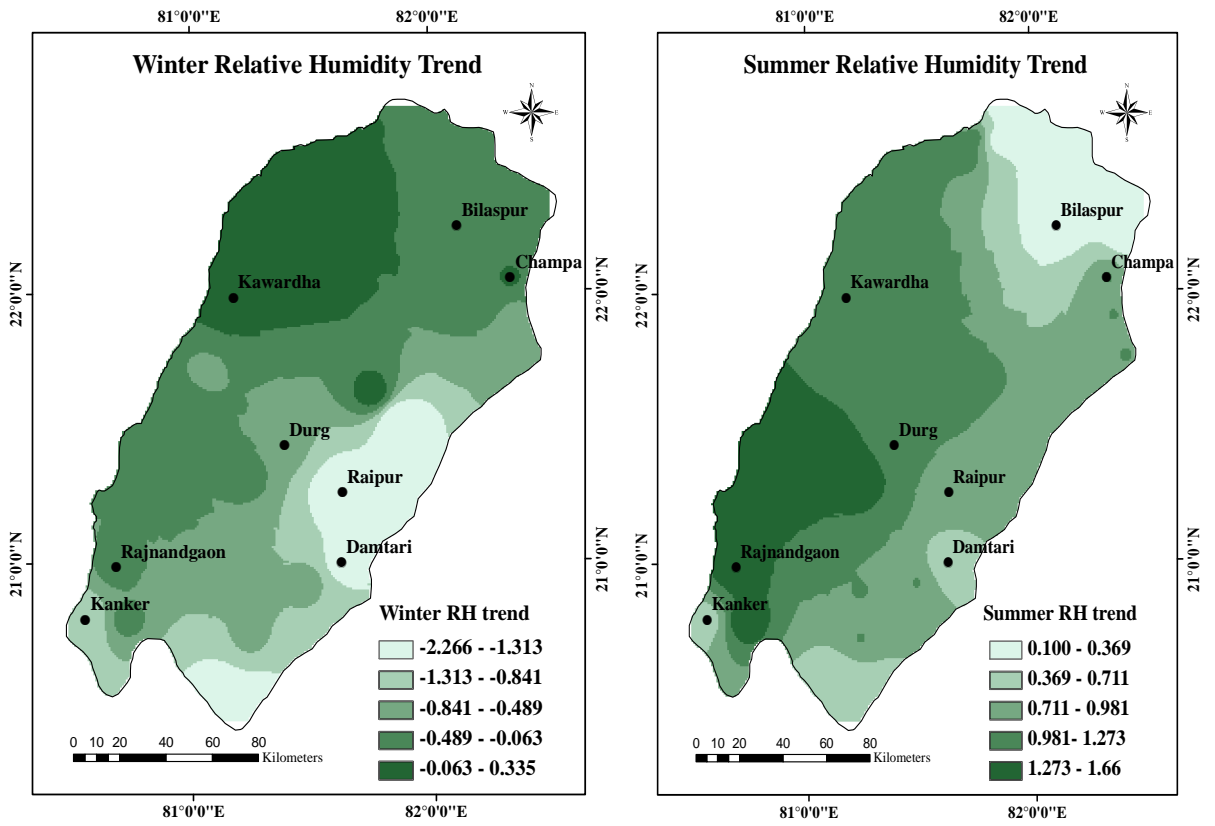 81°0'0"E 82°0'0"E
Winter Relative Humidity Trend
N
W E
S
Bilaspur
Champa
Kawardha
22°0'0"N 22°0'0"N
Durg
Raipur
Damtari
Rajnandgaon
21°0'0"N 21°0'0"N
Kanker
Winter RH trend
-2.266 - -1.313
-1.313 - -0.841
-0.841 - -0.489
-0.489 - -0.063
-0.063 - 0.335
0 10 20 40 60 80
Kilometers
81°0'0"E 82°0'0"E
81°0'0"E 82°0'0"E
Summer Relative Humidity Trend
N
W E
S
Bilaspur
Champa
Kawardha
22°0'0"N 22°0'0"N
Durg
Raipur
Damtari
Rajnandgaon
21°0'0"N 21°0'0"N
Kanker
Summer RH trend
0.100 - 0.369
0.369 - 0.711
0.711 - 0.981
0.981- 1.273
1.273 - 1.66
0 10 20 40 60 80
Kilometers
81°0'0"E 82°0'0"E